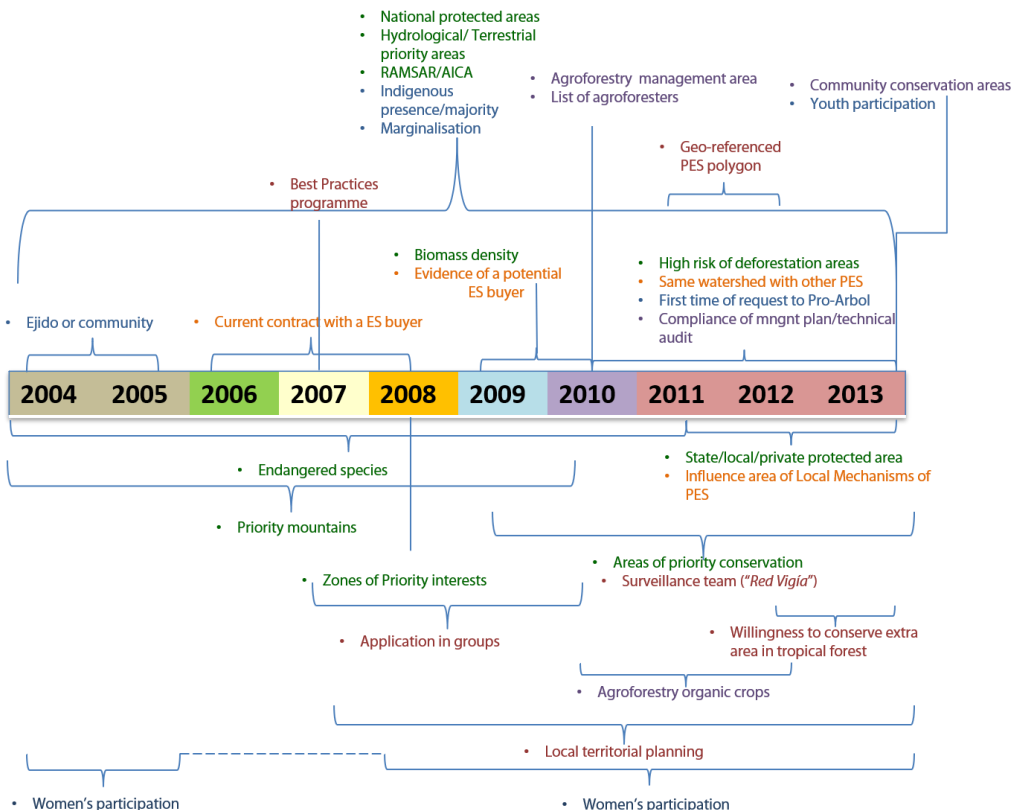 • National protected areas
• Hydrological/ Terrestrial
priority areas
• RAMSAR/AICA
• Indigenous
presence/majority
• Marginalisation
• Agroforestry management area
• List of agroforesters
• Community conservation areas
• Youth participation
• Geo-referenced
PES polygon
• Best Practices
programme
• Biomass density
• Evidence of a potential
ES buyer
• High risk of deforestation areas
• Same watershed with other PES
• First time of request to Pro-Arbol
• Compliance of mngnt plan/technical
audit
• Ejido or community
• Current contract with a ES buyer
2004 2005 2006 2007 2008 2009 2010 2011 2012 2013
• State/local/private protected area
• Influence area of Local Mechanisms of
PES
• Endangered species
• Priority mountains
• Areas of priority conservation
• Surveillance team ("Red Vigía")
• Zones of Priority interests
• Application in groups
• Willingness to conserve extra
area in tropical forest
• Agroforestry organic crops
• Local territorial planning
• Women's participation
• Women's participation